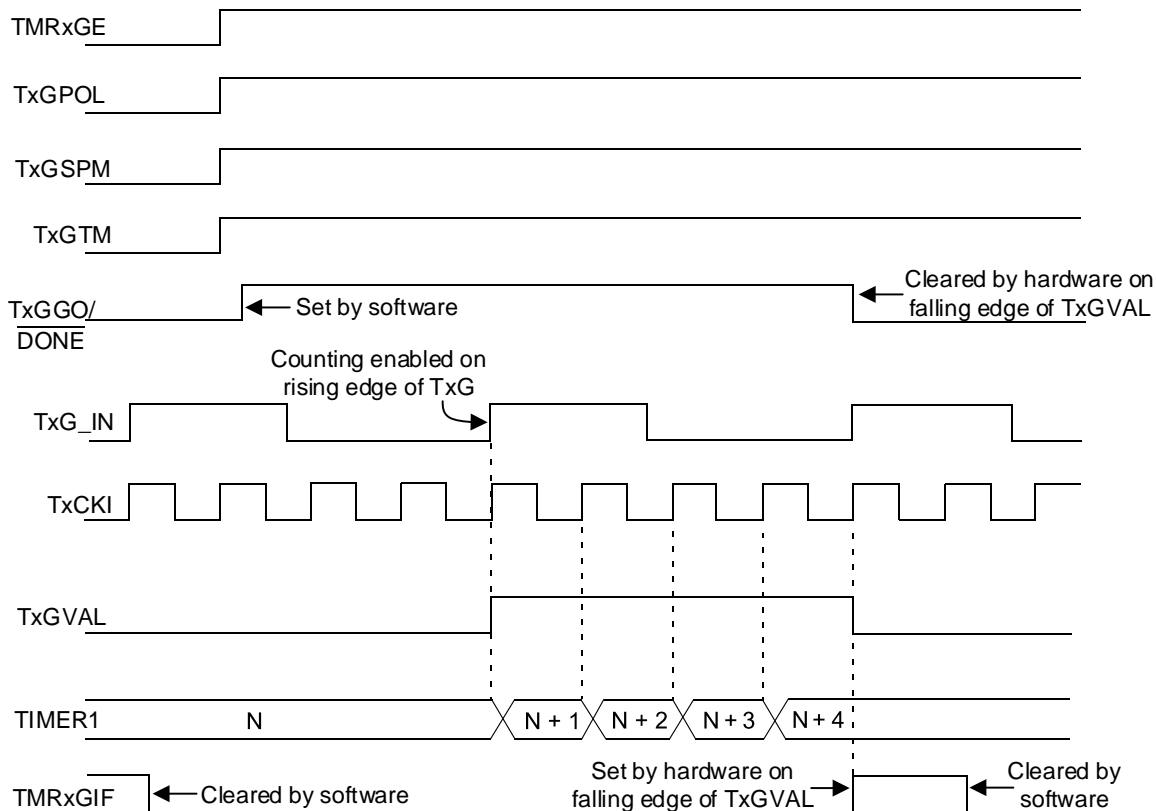 TMRxGE
TxGPOL
TxGSPM
TxGTM
TxGGO/
DONE
Set by software
Cleared by hardware on
falling edge of TxGVAL
Counting enabled on
rising edge of TxG
TxG_IN
TxCKI
TxGVAL
TIMER1
N
N + 1
N + 2
N + 3
N + 4
TMRxGIF
Cleared by software
Set by hardware on
falling edge of TxGVAL
Cleared by
software